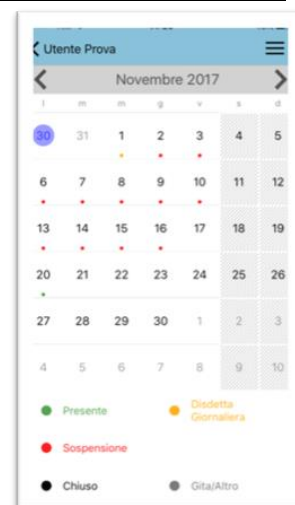 Utente Prova
Novembre 2017
l m m g v s d
30 31 1 2 3 4 5
6 7 8 9 10 11 12
13 14 15 16 17 18 19
20 21 22 23 24 25 26
27 28 29 30 1 2 3
4 5 6 7 8 9 10
Presente
Disdetta
Giornaliera
Sospensione
Chiuso
Gita/Altro